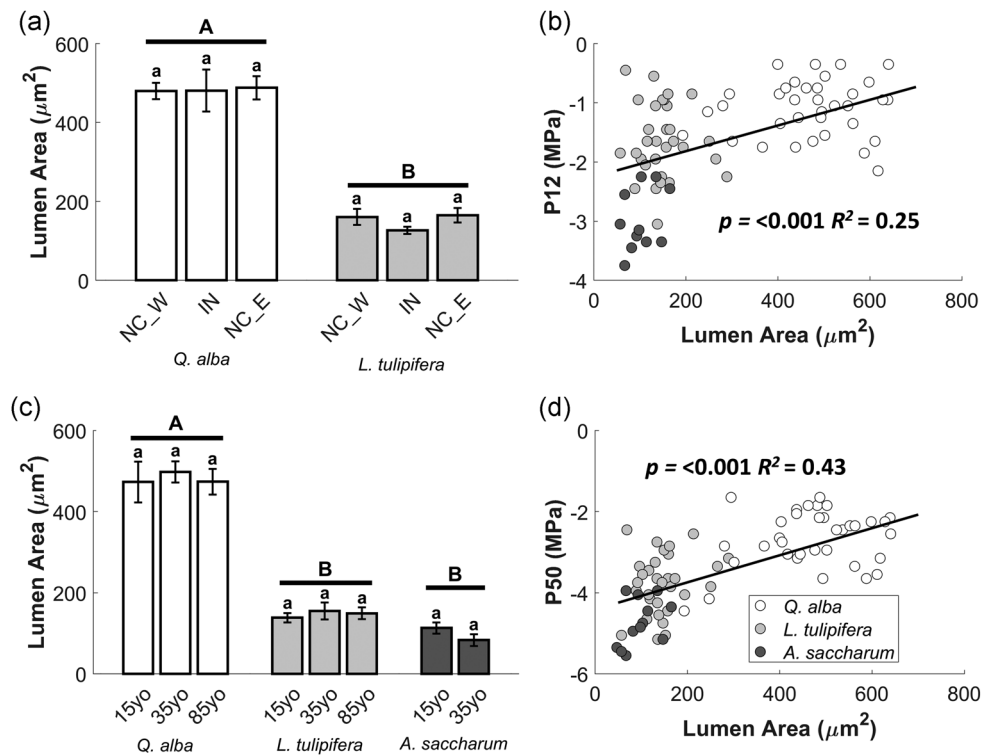 (a)
A
a a a
B
a a a
600
400
200
0
Lumen Area (μm²)
NC_W IN NC_E NC_W IN NC_E
Q. alba L. tulipifera
(b)
0
-1
-2
-3
-4
P12 (MPa)
p = <0.001 R² = 0.25
0 200 400 600 800
Lumen Area (μm²)
(c)
A
a a a
B
a a a
B
a a
600
400
200
0
Lumen Area (μm²)
15yo 35yo 85yo 15yo 35yo 85yo 15yo 35yo
Q. alba L. tulipifera A. saccharum
(d)
0
-2
-4
-6
P50 (MPa)
p = <0.001 R² = 0.43
Q. alba
L. tulipifera
A. saccharum
0 200 400 600 800
Lumen Area (μm²)